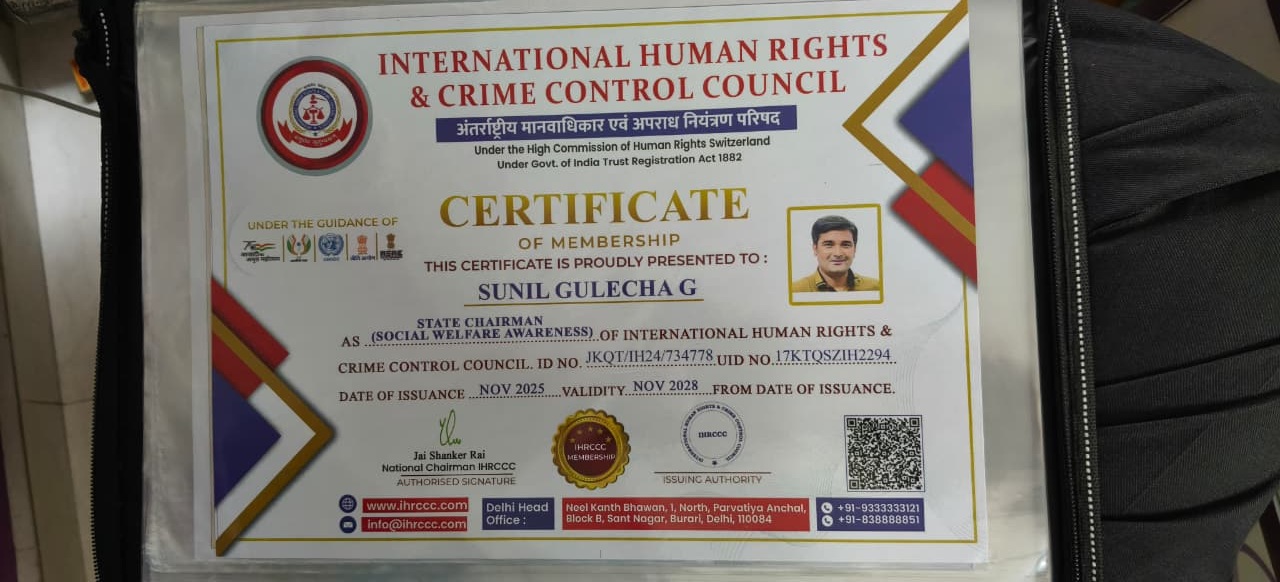 INTERNATIONAL HUMAN RIGHTS
& CRIME CONTROL COUNCIL
अंतर्राष्ट्रीय मानवाधिकार एवं अपराध नियंत्रण परिषद
Under the High Commission of Human Rights Switzerland
Under Govt. of India Trust Registration Act 1882
UNDER THE GUIDANCE OF
CERTIFICATE
OF MEMBERSHIP
THIS CERTIFICATE IS PROUDLY PRESENTED TO :
SUNIL GULECHA G
AS STATE CHAIRMAN (SOCIAL WELFARE AWARENESS) OF INTERNATIONAL HUMAN RIGHTS &
CRIME CONTROL COUNCIL. ID NO. JKQT/IH24/734778 UID NO. 17KTQSZIH2294
DATE OF ISSUANCE NOV 2025 VALIDITY NOV 2028 FROM DATE OF ISSUANCE.
Jai Shanker Rai
National Chairman IHRCCC
AUTHORISED SIGNATURE
IHRCCC
MEMBERSHIP
INTERNATIONAL HUMAN RIGHTS & CRIME CONTROL COUNCIL
IHRCCC
ISSUING AUTHORITY
www.ihrccc.com
info@ihrccc.com
Delhi Head
Office :
Neel Kanth Bhawan, 1, North, Parvatiya Anchal,
Block B, Sant Nagar, Burari, Delhi, 110084
+91-9333333121
+91-838888851